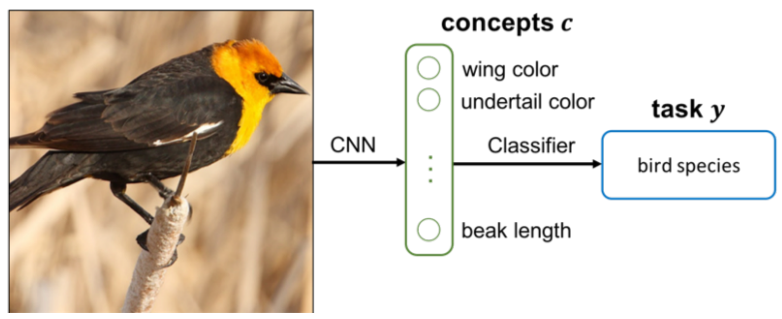 concepts c
wing color
undertail color
task y
CNN
Classifier
bird species
beak length